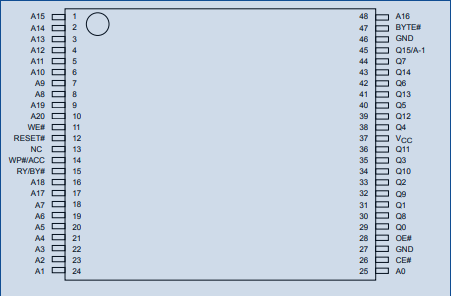 A15 1 48 A16
A14 2 47 BYTE#
A13 3 46 GND
A12 4 45 Q15/A-1
A11 5 44 Q7
A10 6 43 Q14
A9 7 42 Q6
A8 8 41 Q13
A19 9 40 Q5
A20 10 39 Q12
WE# 11 38 Q4
RESET# 12 37 VCC
NC 13 36 Q11
WP#/ACC 14 35 Q3
RY/BY# 15 34 Q10
A18 16 33 Q2
A17 17 32 Q9
A7 18 31 Q1
A6 19 30 Q8
A5 20 29 Q0
A4 21 28 OE#
A3 22 27 GND
A2 23 26 CE#
A1 24 25 A0